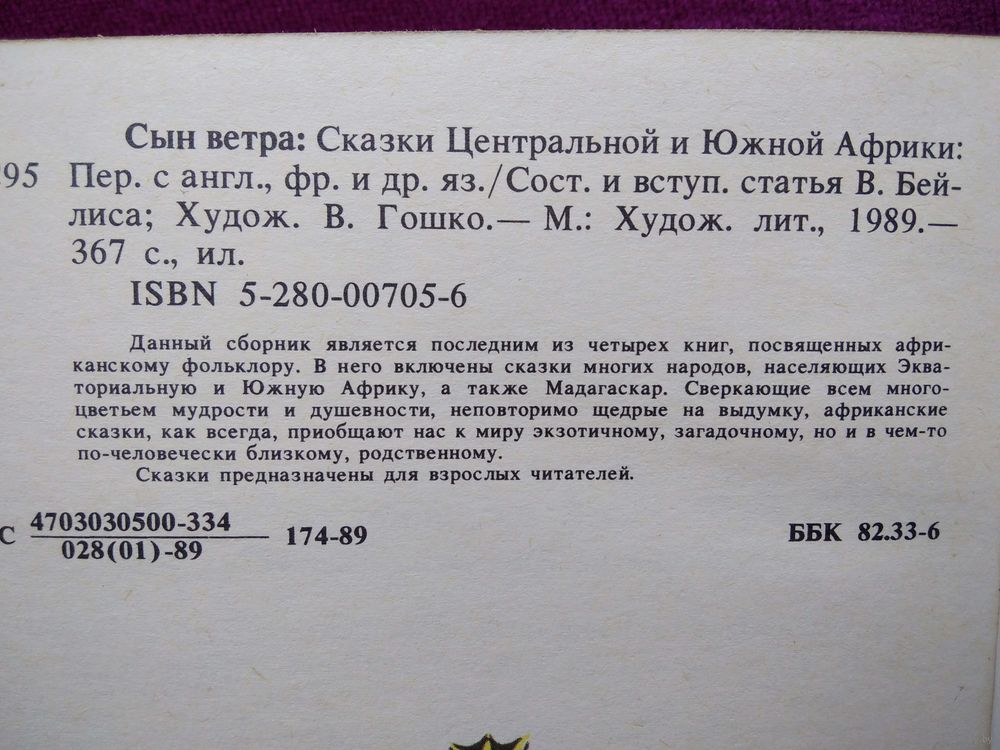 Сын ветра: Сказки Центральной и Южной Африки:
95 Пер. с англ., фр. и др. яз./Сост. и вступ. статья В. Бей-
лиса; Худож. В. Гошко.— М.: Худож. лит., 1989.—
367 с., ил.
ISBN 5-280-00705-6
Данный сборник является последним из четырех книг, посвященных афри-
канскому фольклору. В него включены сказки многих народов, населяющих Эква-
ториальную и Южную Африку, а также Мадагаскар. Сверкающие всем много-
цветьем мудрости и душевности, неповторимо щедрые на выдумку, африканские
сказки, как всегда, приобщают нас к миру экзотичному, загадочному, но и в чем-то
по-человечески близкому, родственному.
Сказки предназначены для взрослых читателей.
С 4703030500-334
028(01)-89
174-89
ББК 82.33-6